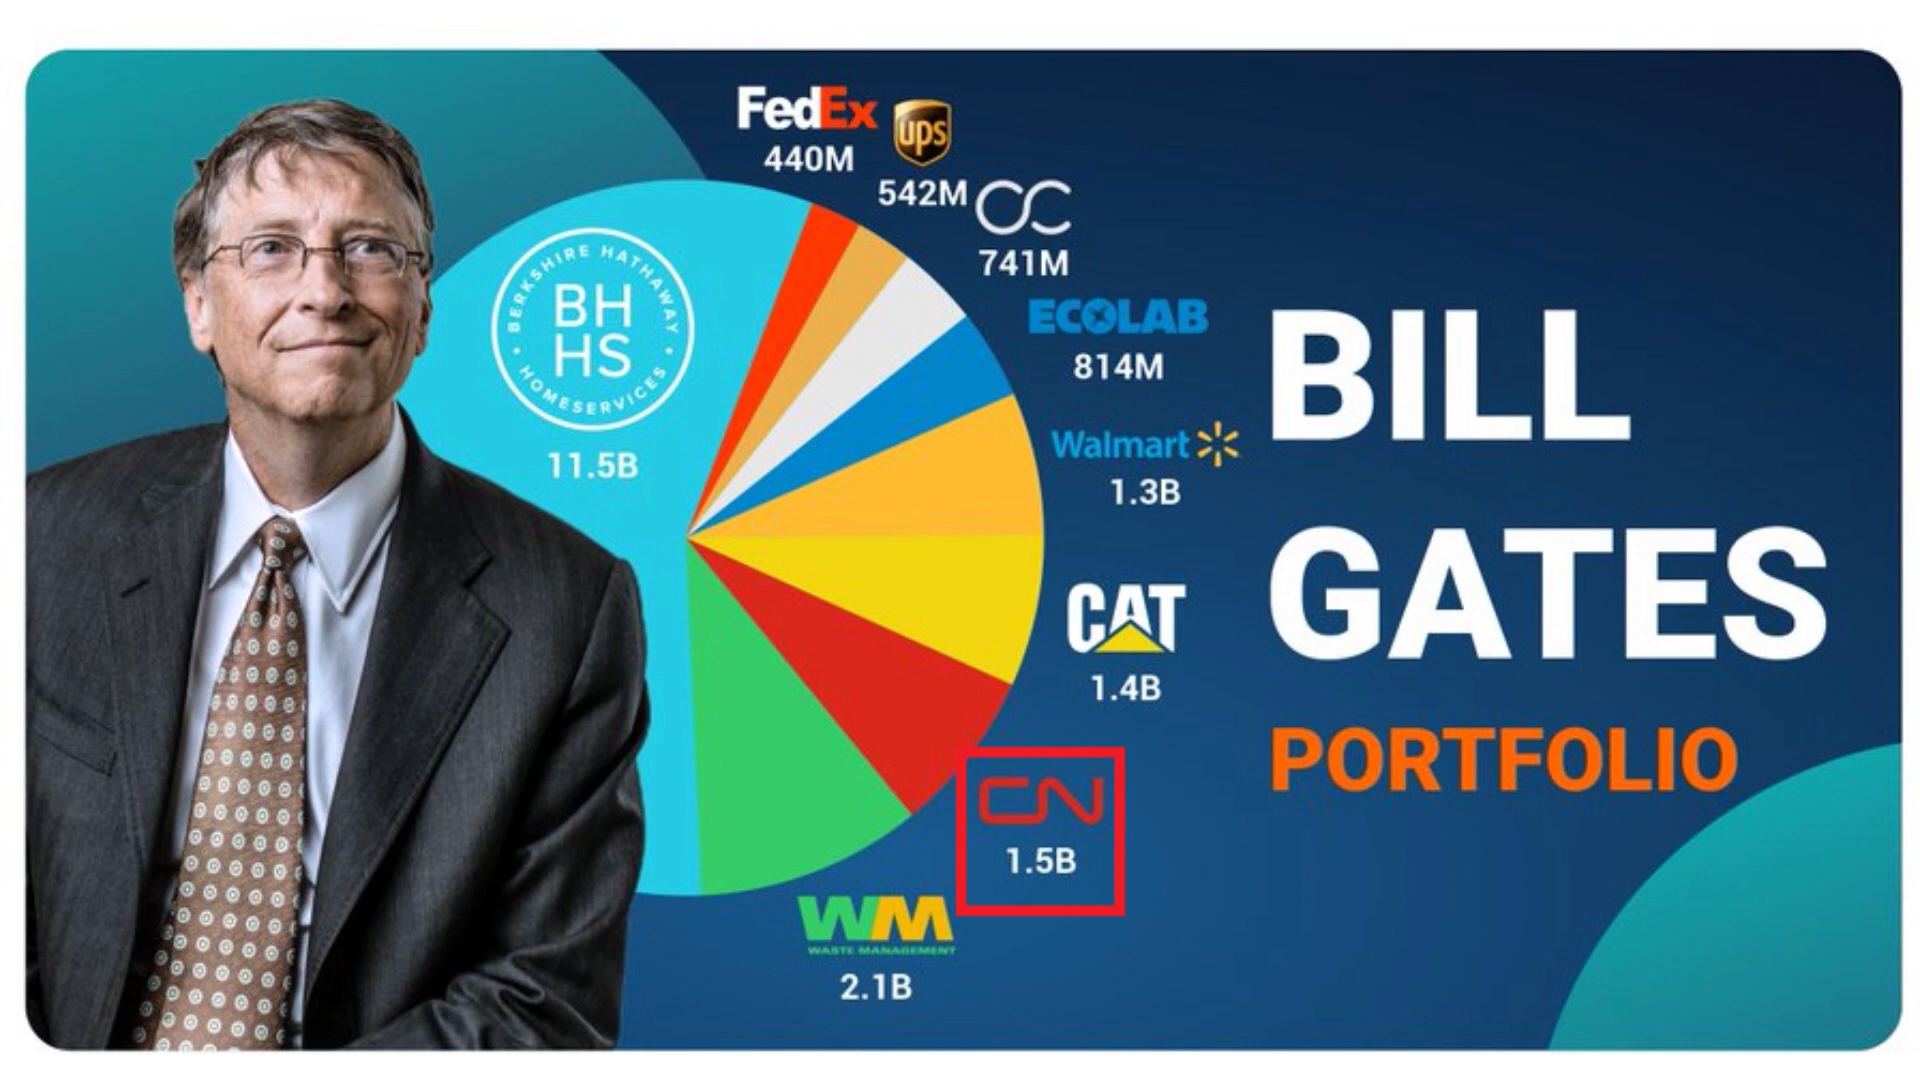 FedEx
440M
ups
542M
CC
741M
ECOLAB
814M
Walmart
1.3B
CAT
1.4B
CN
1.5B
WM
WASTE MANAGEMENT
2.1B
BERKSHIRE HATHAWAY
BH
HS
HOMESERVICES
11.5B
BILL
GATES
PORTFOLIO